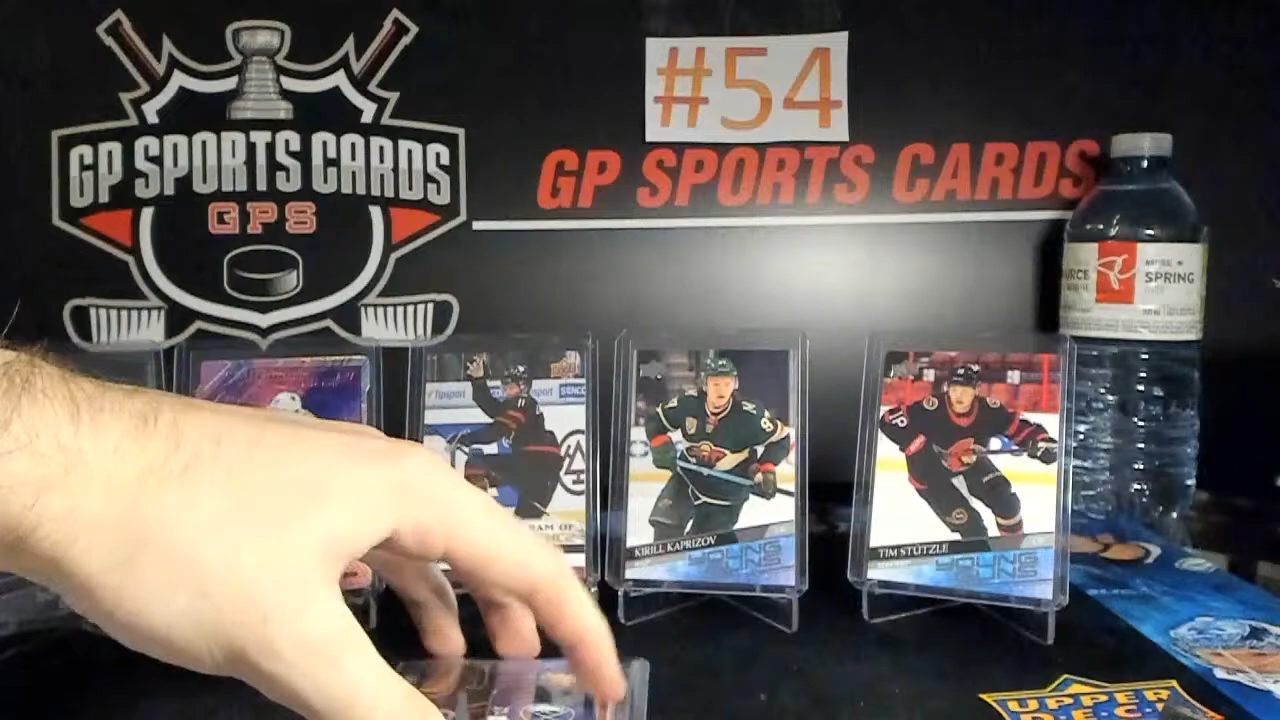 #54
GP SPORTS CARDS
GPS
GP SPORTS CARDS
SPRING
KIRILL KAPRIZOV
YOUNG
GUNS
TIM STÜTZLE
YOUNG
GUNS
UPPER
DECK